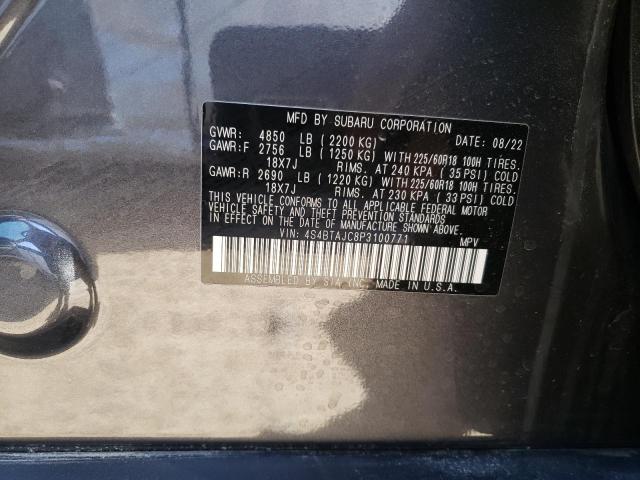 MFD BY SUBARU CORPORATION
GVWR: 4850 LB ( 2200 KG) DATE: 08/22
GAWR:F 2756 LB ( 1250 KG) WITH 225/60R18 100H TIRES.
18X7J RIMS. AT 240 KPA ( 35 PSI) COLD
GAWR:R 2690 LB ( 1220 KG) WITH 225/60R18 100H TIRES.
18X7J RIMS. AT 230 KPA ( 33 PSI) COLD
THIS VEHICLE CONFORMS TO ALL APPLICABLE FEDERAL MOTOR
VEHICLE SAFETY AND THEFT PREVENTION STANDARDS
IN EFFECT ON THE DATE OF MANUFACTURE SHOWN ABOVE.
VIN: 4S4BTAJC8P3100771 MPV
ASSEMBLED BY SIA, INC. MADE IN U.S.A.